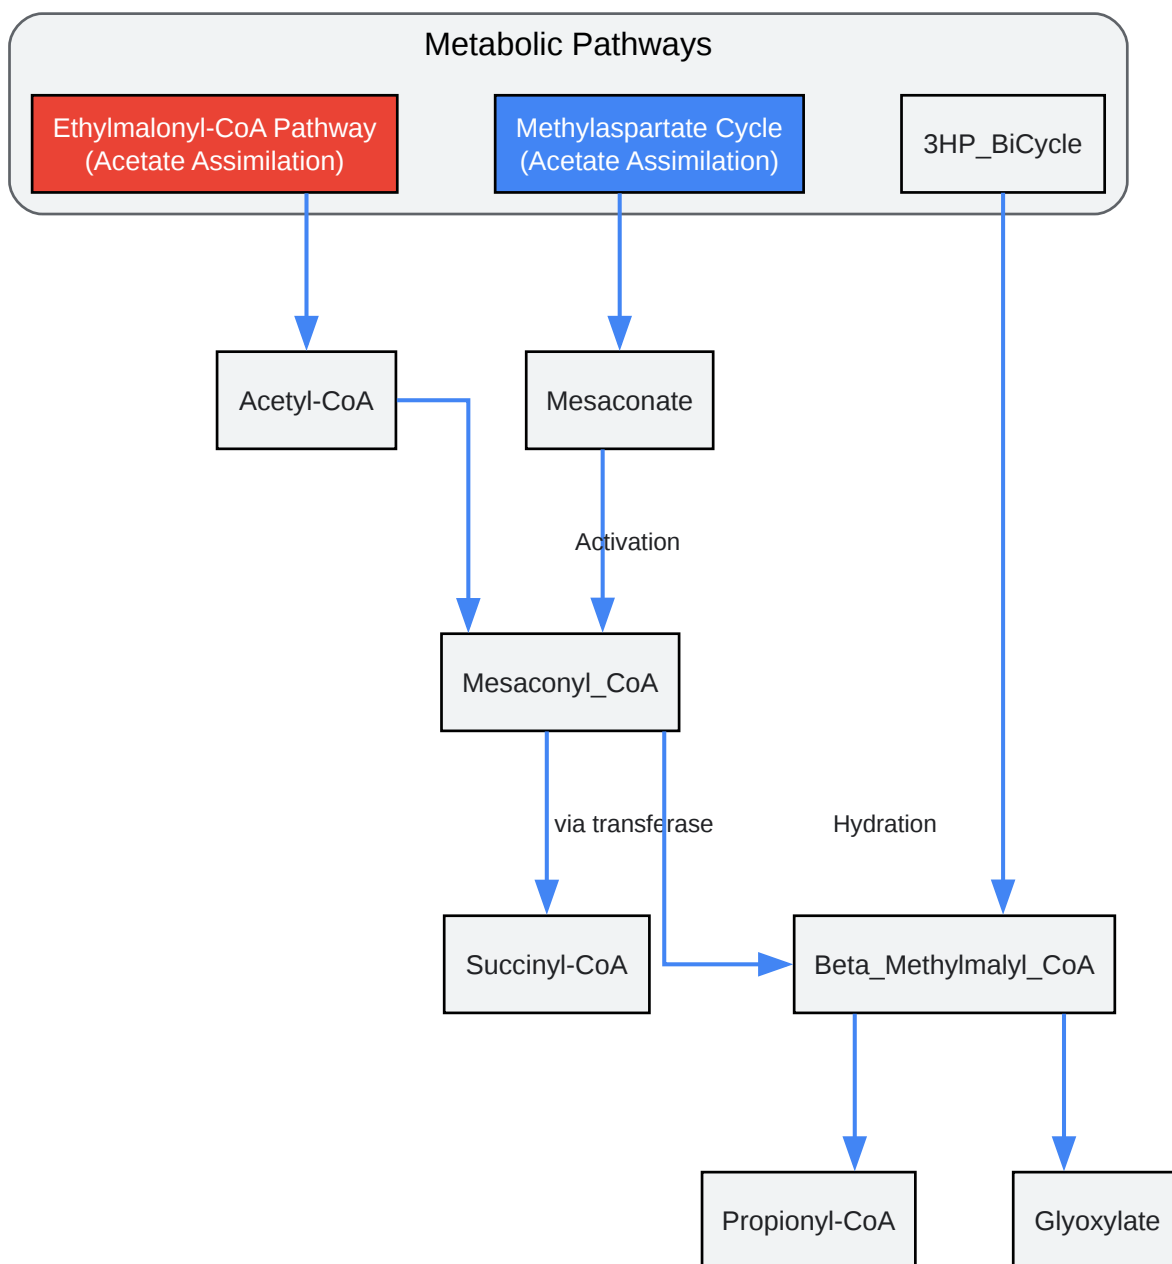 Metabolic Pathways
Ethylmalonyl-CoA Pathway
(Acetate Assimilation)
Methylaspartate Cycle
(Acetate Assimilation)
3HP_BiCycle
Acetyl-CoA
Mesaconate
Activation
Mesaconyl_CoA
via transferase
Hydration
Succinyl-CoA
Beta_Methylmalyl_CoA
Propionyl-CoA
Glyoxylate